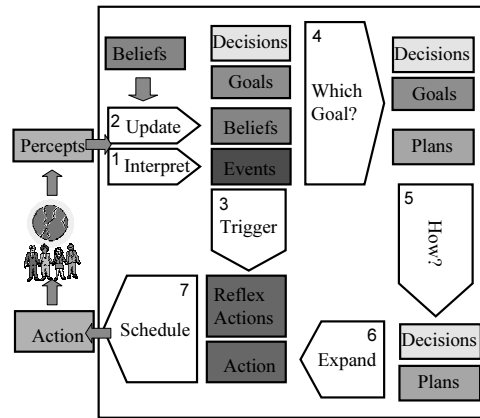 Beliefs
Decisions
4
Decisions
Goals
Which
Goal?
Goals
2
Update
Beliefs
Percepts
Plans
1
Interpret
Events
3
Trigger
5
How?
7
Schedule
Reflex
Actions
6
Expand
Decisions
Action
Action
Plans